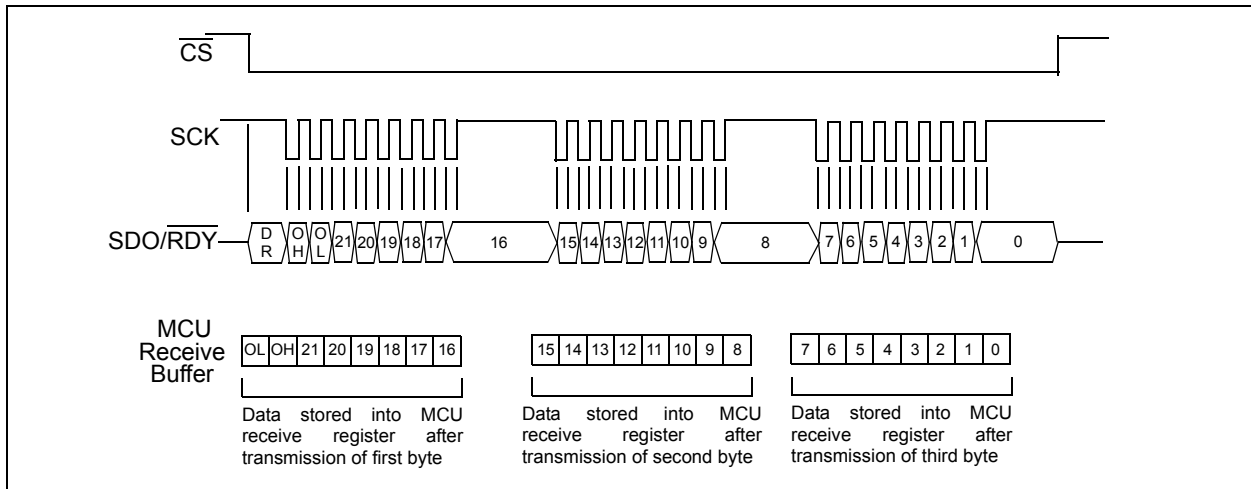 CS
SCK
SDO/RDY
D R
O H
O L
21 20 19 18 17 16 15 14 13 12 11 10 9 8 7 6 5 4 3 2 1 0
MCU
Receive
Buffer
OL OH 21 20 19 18 17 16
15 14 13 12 11 10 9 8
7 6 5 4 3 2 1 0
Data stored into MCU
receive register after
transmission of first byte
Data stored into MCU
receive register after
transmission of second byte
Data stored into MCU
receive register after
transmission of third byte